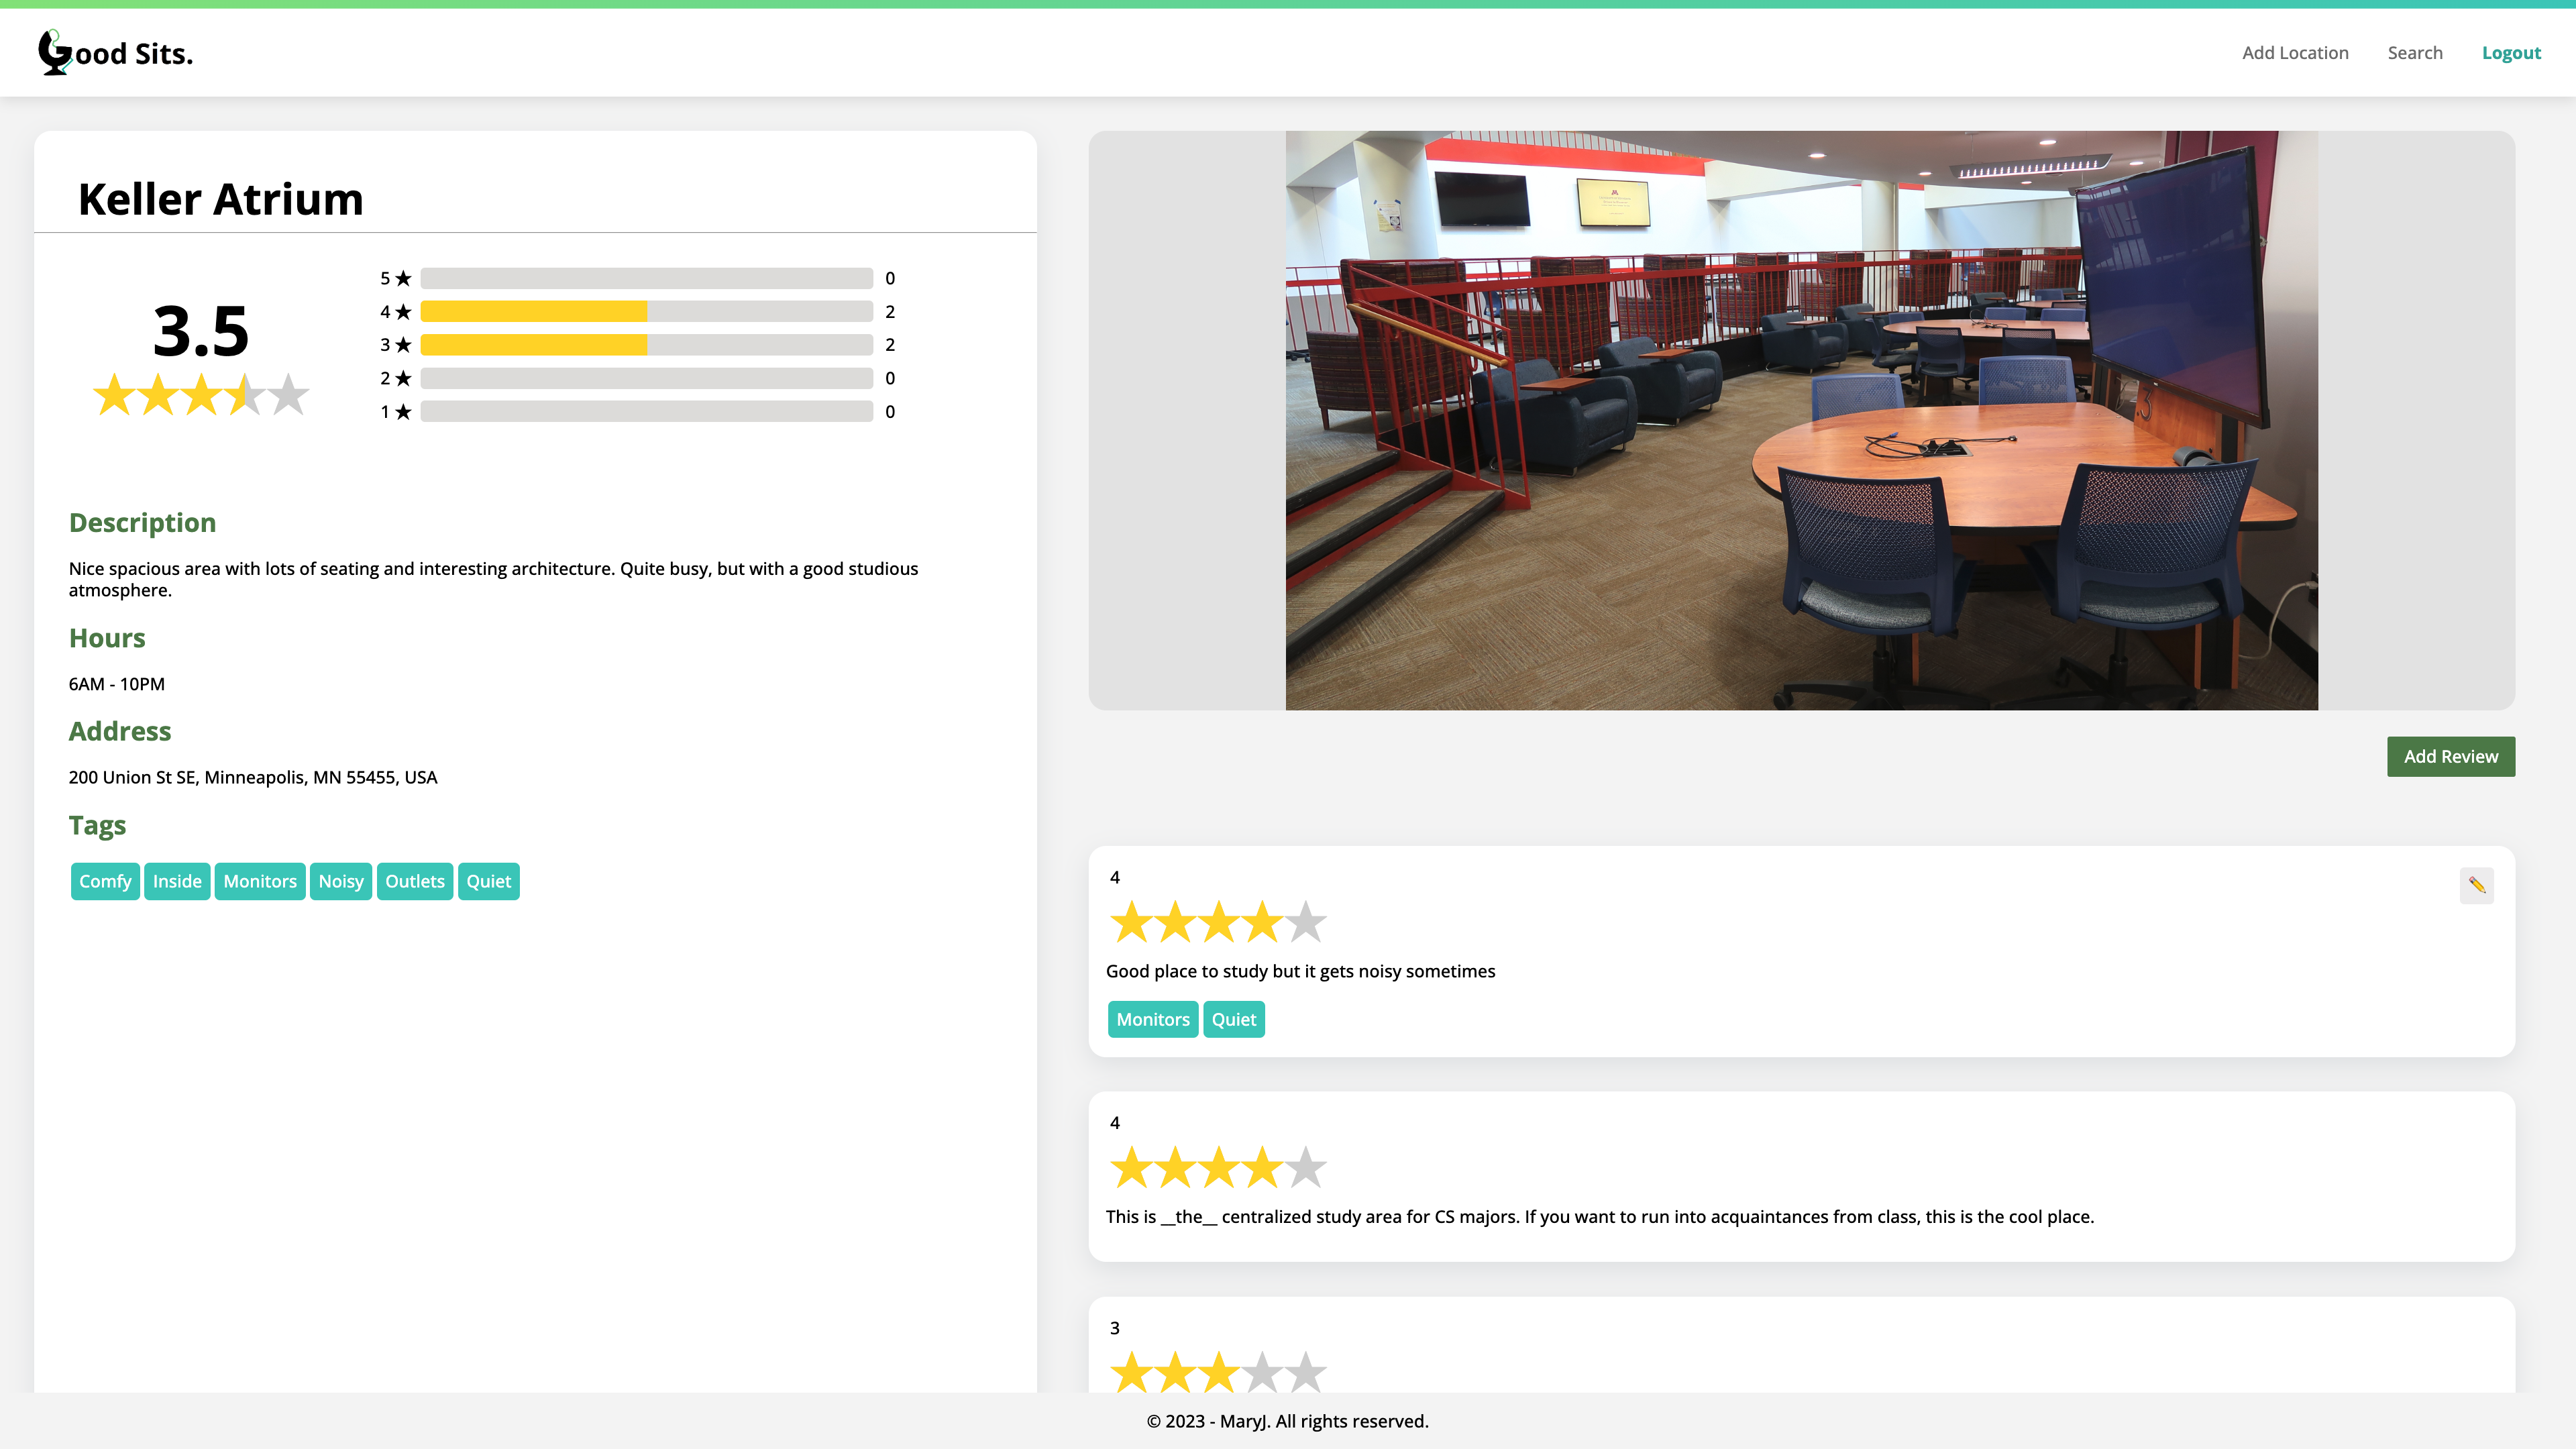 Good Sits.
Add Location
Search
Logout
Keller Atrium
3.5
5 ★ 0
4 ★ 2
3 ★ 2
2 ★ 0
1 ★ 0
Description
Nice spacious area with lots of seating and interesting architecture. Quite busy, but with a good studious
atmosphere.
Hours
6AM - 10PM
Address
200 Union St SE, Minneapolis, MN 55455, USA
Tags
Comfy Inside Monitors Noisy Outlets Quiet
3
Add Review
4
Good place to study but it gets noisy sometimes
Monitors Quiet
4
This is __the__ centralized study area for CS majors. If you want to run into acquaintances from class, this is the cool place.
3
© 2023 - MaryJ. All rights reserved.